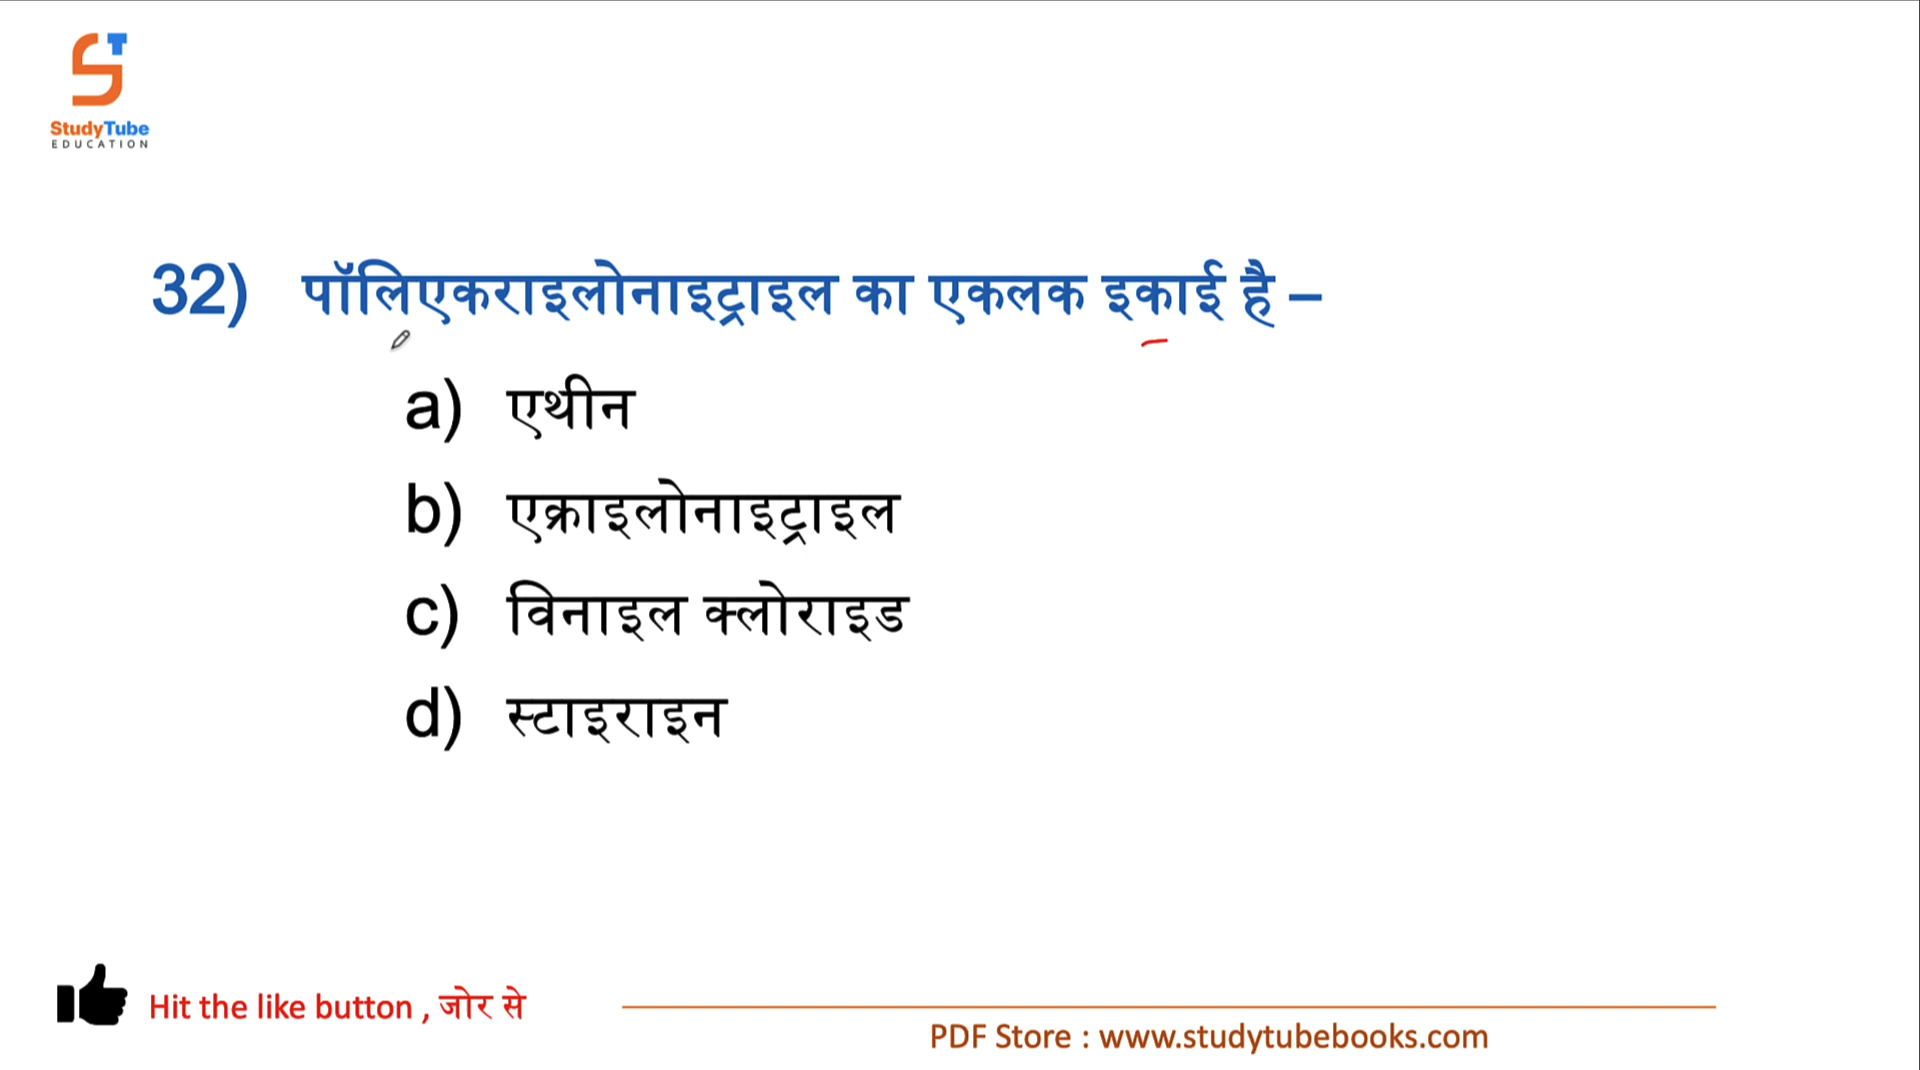 StudyTube
EDUCATION
32) पॉलिएकराइलोनाइट्राइल का एकलक इकाई है –
a) एथीन
b) एक्राइलोनाइट्राइल
c) विनाइल क्लोराइड
d) स्टाइराइन
Hit the like button , जोर से
PDF Store : www.studytubebooks.com